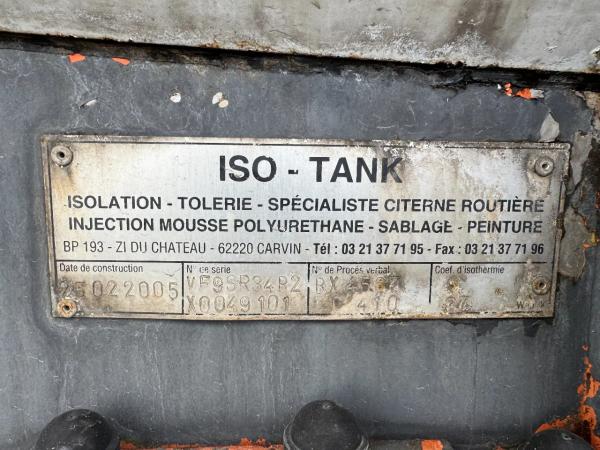 ISO - TANK
ISOLATION - TOLERIE - SPÉCIALISTE CITERNE ROUTIÈRE
INJECTION MOUSSE POLYURETHANE - SABLAGE - PEINTURE
BP 193 - ZI DU CHATEAU - 62220 CARVIN - Tél : 03 21 37 71 95 - Fax : 03 21 37 71 96
Date de construction N° de serie N° de Procès verbal Coef. d'isothermie
25022005 VF9SR34B2
X0049101 410